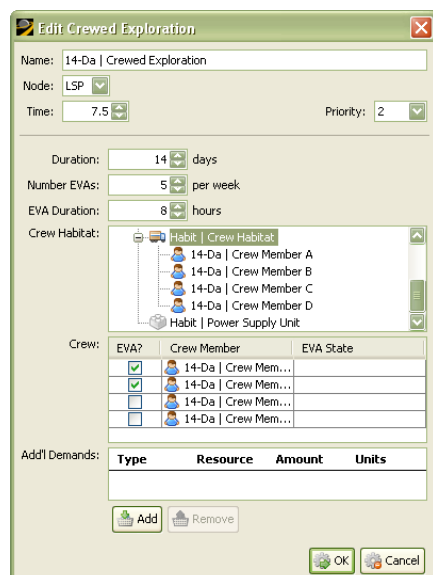 Edit Crewed Exploration
Name: 14-Da | Crewed Exploration
Node: LSP
Time: 7.5 Priority: 2
Duration: 14 days
Number EVAs: 5 per week
EVA Duration: 8 hours
Crew Habitat: Habit | Crew Habitat
14-Da | Crew Member A
14-Da | Crew Member B
14-Da | Crew Member C
14-Da | Crew Member D
Habit | Power Supply Unit
Crew: EVA? Crew Member EVA State
14-Da | Crew Mem...
14-Da | Crew Mem...
14-Da | Crew Mem...
14-Da | Crew Mem...
Add'l Demands: Type Resource Amount Units
Add Remove
OK Cancel